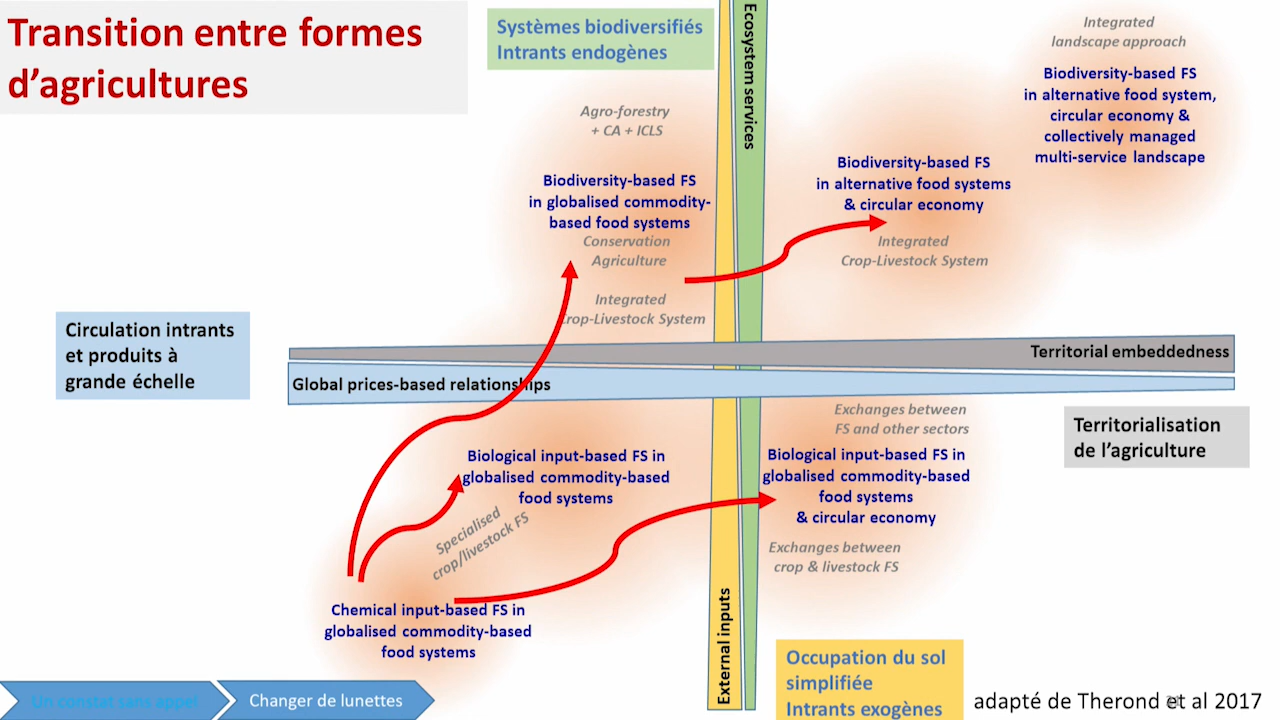 Transition entre formes
d’agricultures
Systèmes biodiversifiés
Intrants endogènes
Ecosystem services
Integrated
landscape approach
Biodiversity-based FS
in alternative food system,
circular economy &
collectively managed
multi-service landscape
Agro-forestry
+ CA + ICLS
Biodiversity-based FS
in globalised commodity-
based food systems
Conservation
Agriculture
Integrated
Crop-Livestock System
Biodiversity-based FS
in alternative food systems
& circular economy
Integrated
Crop-Livestock System
Circulation intrants
et produits à
grande échelle
Territorial embeddedness
Global prices-based relationships
Territorialisation
de l’agriculture
Exchanges between
FS and other sectors
Biological input-based FS in
globalised commodity-based
food systems
& circular economy
Exchanges between
crop & livestock FS
Biological input-based FS in
globalised commodity-based
food systems
Specialised
crop/livestock FS
Chemical input-based FS in
globalised commodity-based
food systems
External inputs
Occupation du sol
simplifiée
Intrants exogènes
Un constat sans appel
Changer de lunettes
adapté de Therond et al 2017